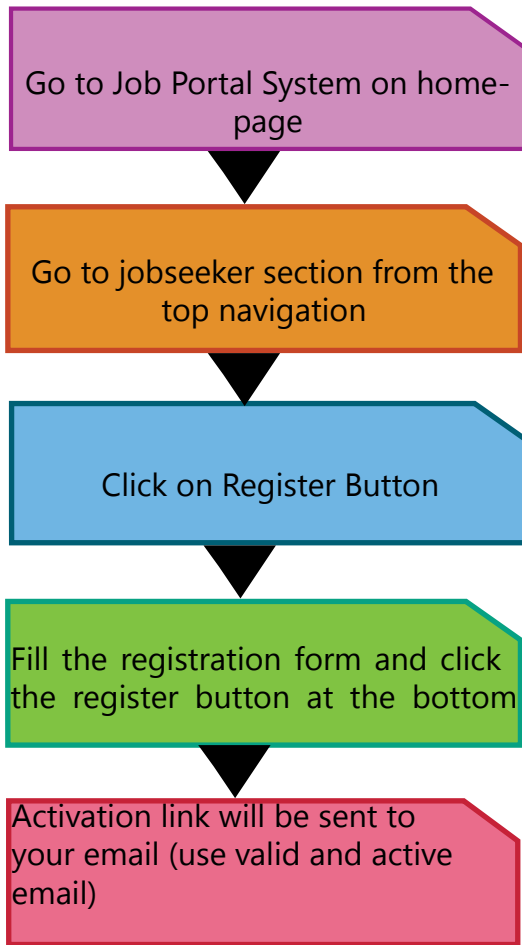 Go to Job Portal System on home-
page
Go to jobseeker section from the
top navigation
Click on Register Button
Fill the registration form and click
the register button at the bottom
Activation link will be sent to
your email (use valid and active
email)